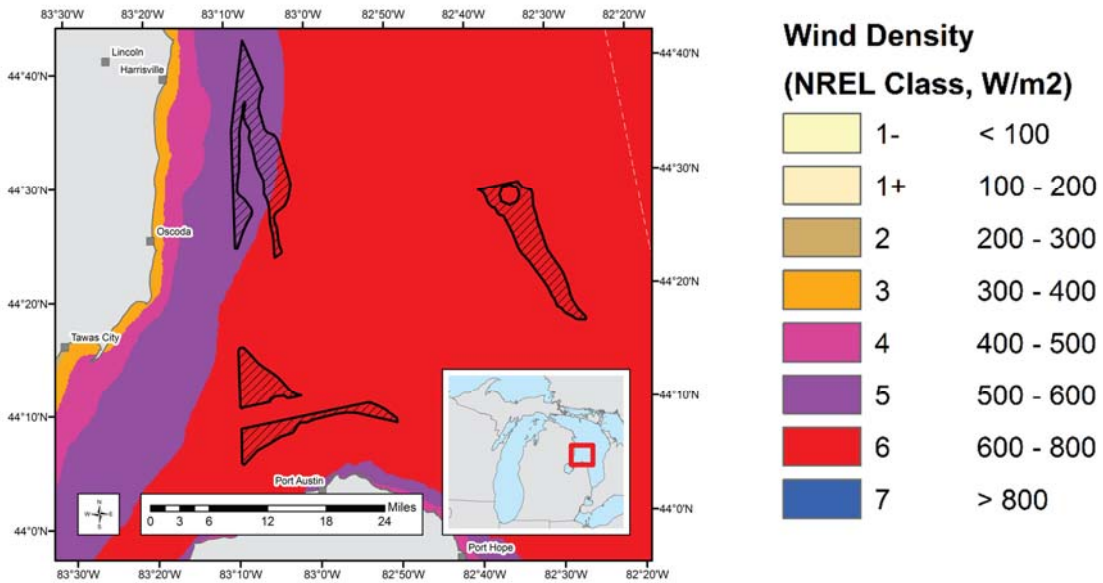 83°30'W 83°20'W 83°10'W 83°0'W 82°50'W 82°40'W 82°30'W 82°20'W
Lincoln
44°40'N
Harrisville
44°40'N
44°30'N
44°30'N
Oscoda
44°20'N
44°20'N
Tawas City
44°10'N
44°10'N
Port Austin
N
W E
S
Miles
0 3 6 12 18 24
44°0'N
44°0'N
Port Hope
83°30'W 83°20'W 83°10'W 83°0'W 82°50'W 82°40'W 82°30'W 82°20'W
Wind Density
(NREL Class, W/m2)
1- < 100
1+ 100 - 200
2 200 - 300
3 300 - 400
4 400 - 500
5 500 - 600
6 600 - 800
7 > 800